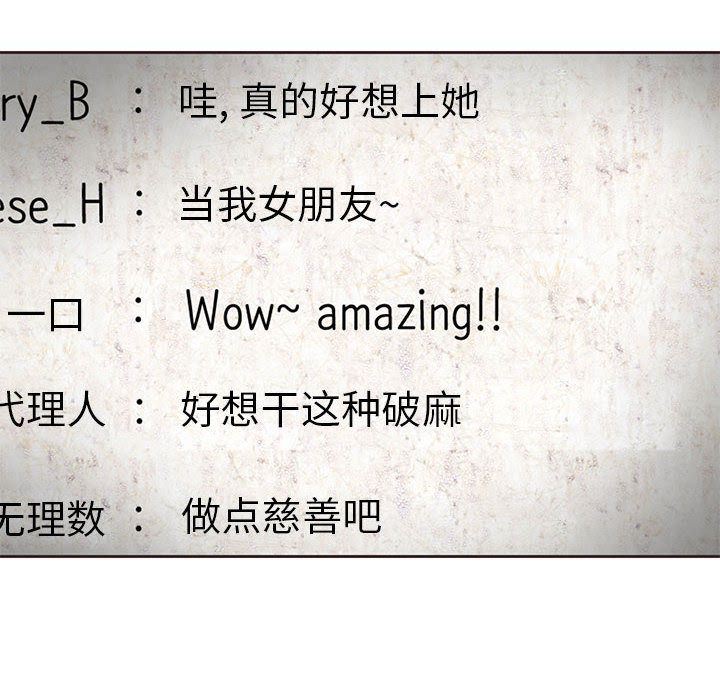 ry_B : 哇, 真的好想上她
ese_H : 当我女朋友~
一口 : Wow~ amazing!!
代理人 : 好想干这种破麻
无理数 : 做点慈善吧